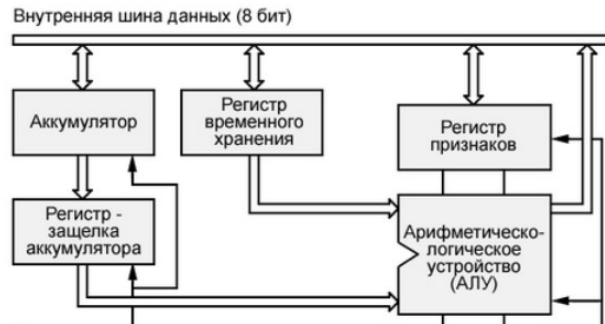 Внутренняя шина данных (8 бит)
Аккумулятор
Регистр
временного
хранения
Регистр
признаков
Регистр -
защелка
аккумулятора
Арифметическо-
логическое
устройство
(АЛУ)